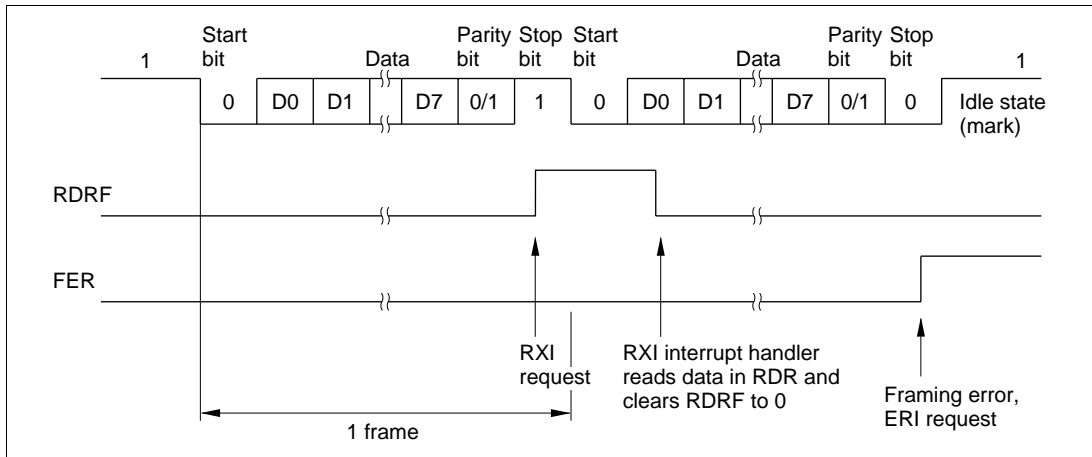 Start bit Parity bit Stop bit Start bit Parity bit Stop bit
1 Data Data 1
0 D0 D1 D7 0/1 1 0 D0 D1 D7 0/1 0 Idle state (mark)
RDRF
FER
RXI request
RXI interrupt handler reads data in RDR and clears RDRF to 0
Framing error, ERI request
1 frame